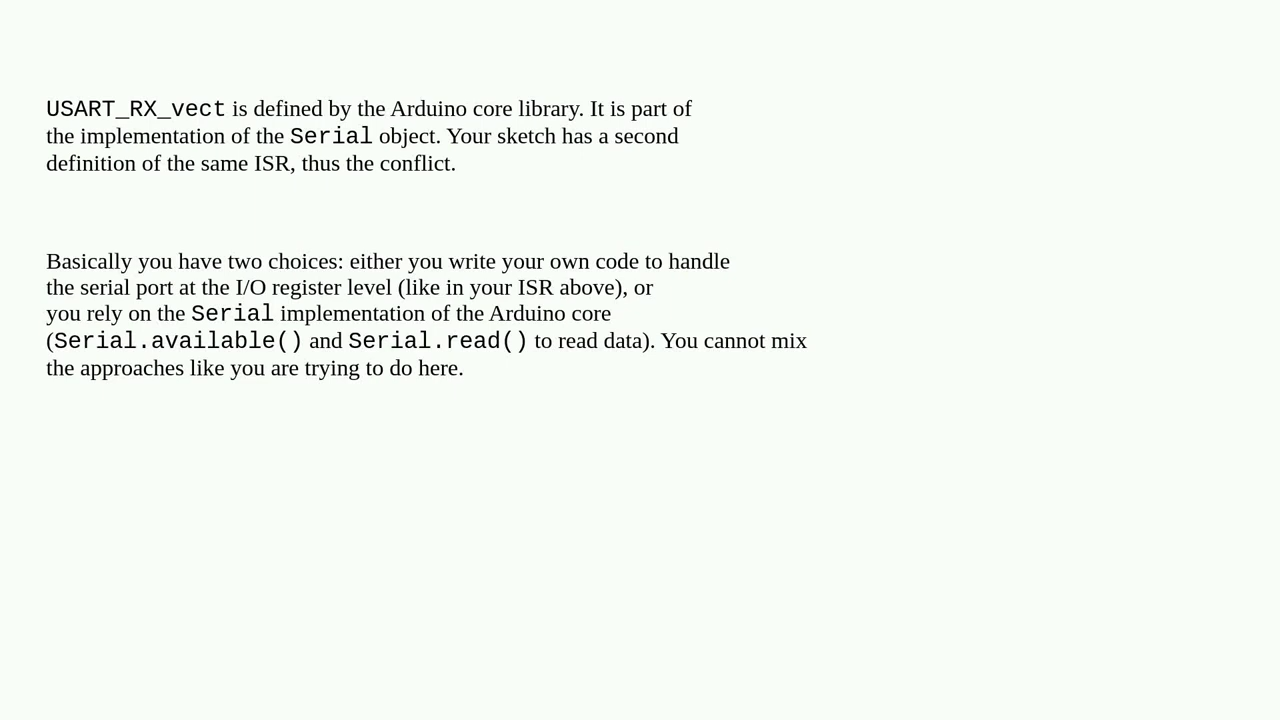 USART_RX_vect is defined by the Arduino core library. It is part of
the implementation of the Serial object. Your sketch has a second
definition of the same ISR, thus the conflict.
Basically you have two choices: either you write your own code to handle
the serial port at the I/O register level (like in your ISR above), or
you rely on the Serial implementation of the Arduino core
(Serial.available() and Serial.read() to read data). You cannot mix
the approaches like you are trying to do here.